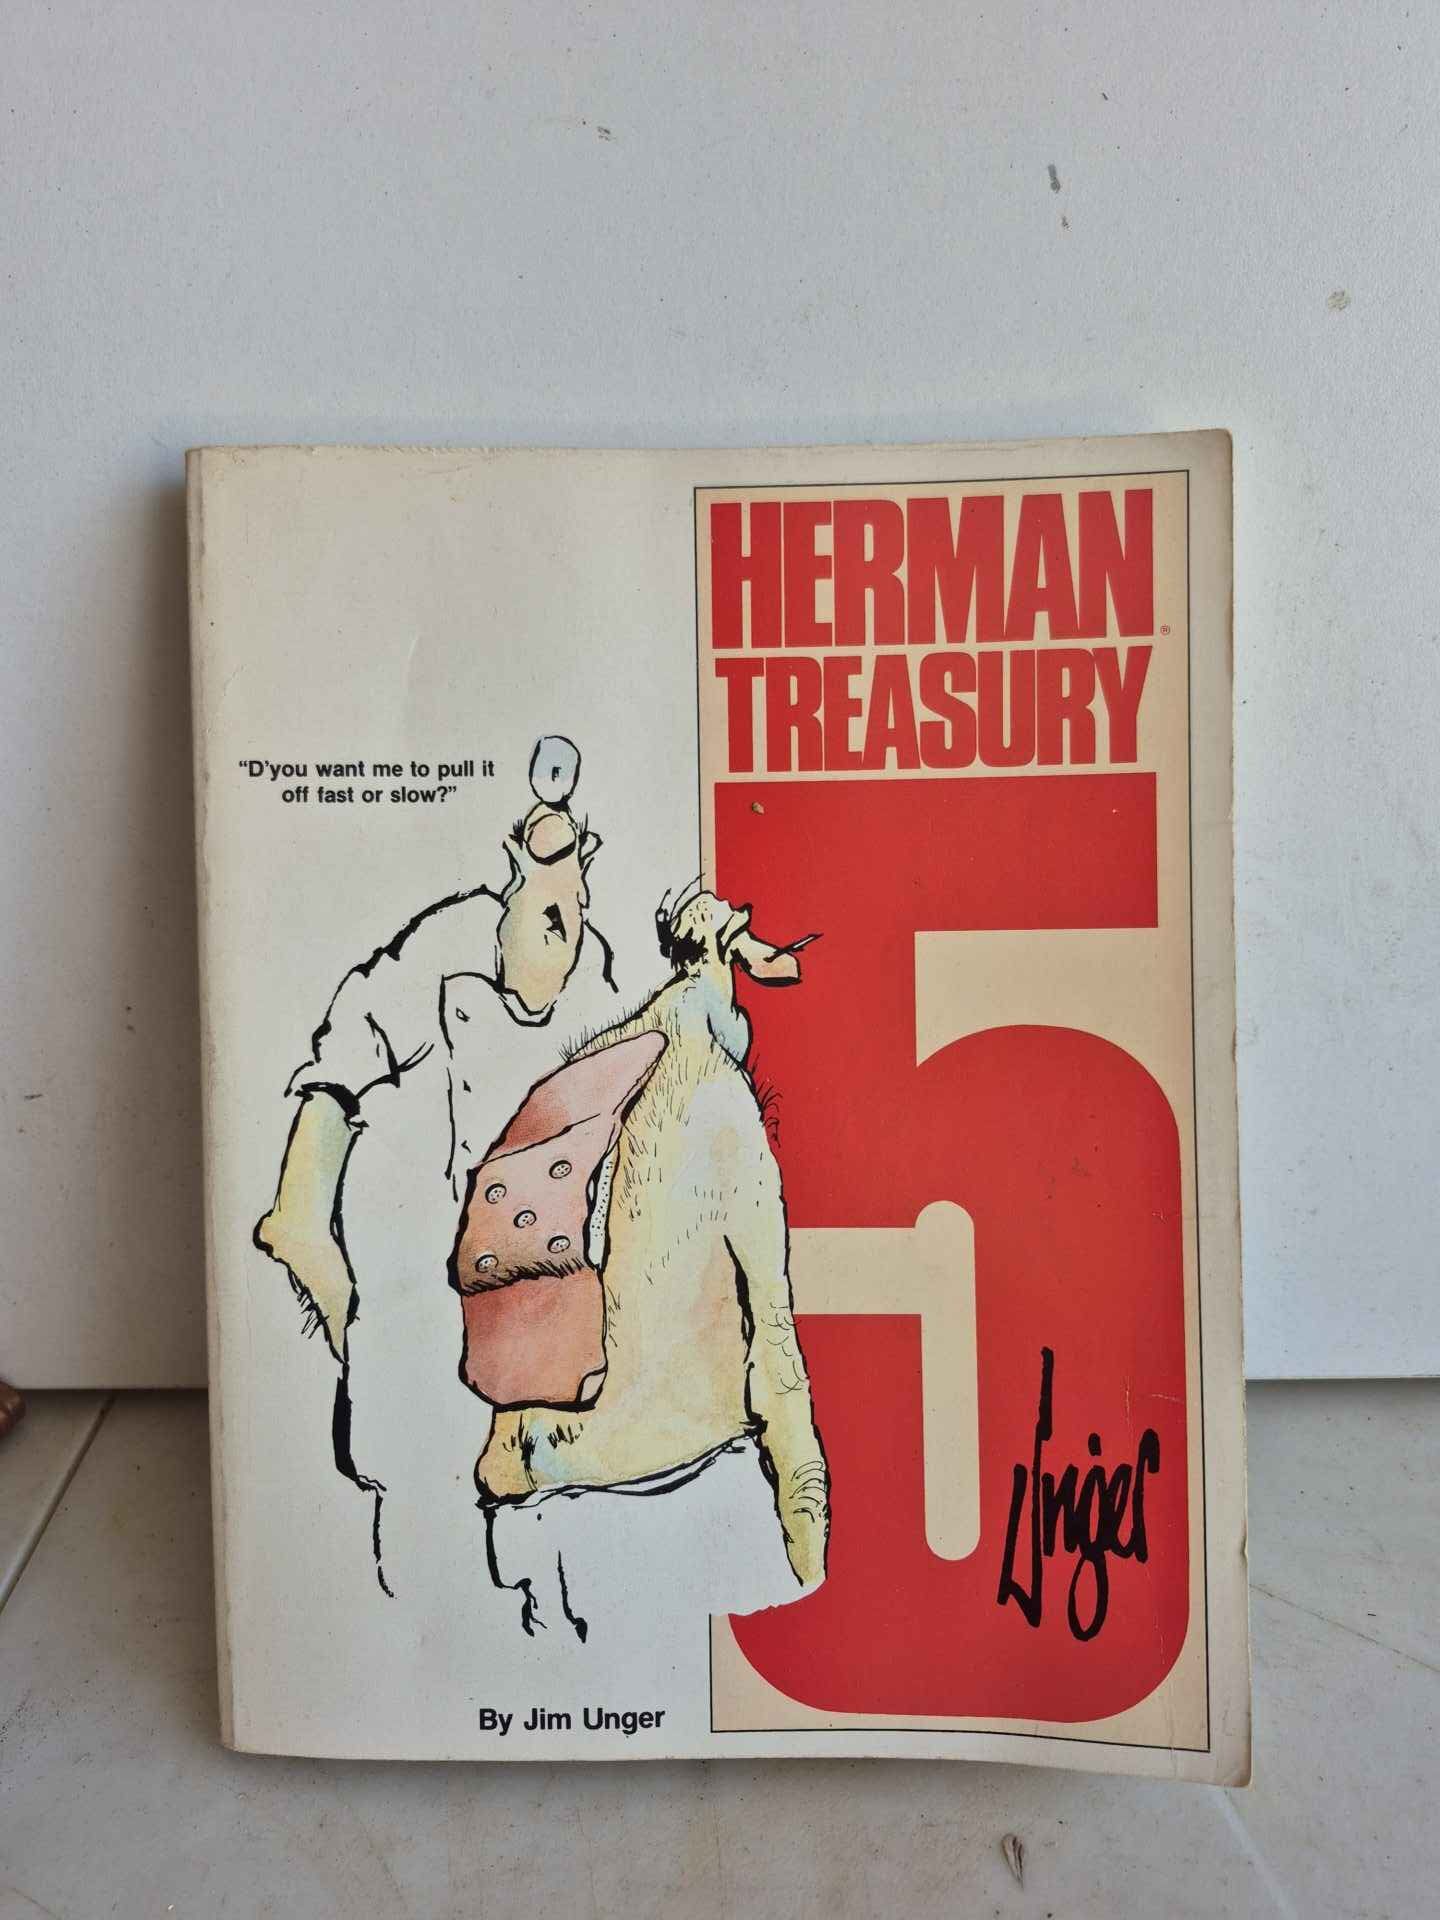 HERMAN®
TREASURY
5
“D’you want me to pull it
off fast or slow?”
Unger
By Jim Unger